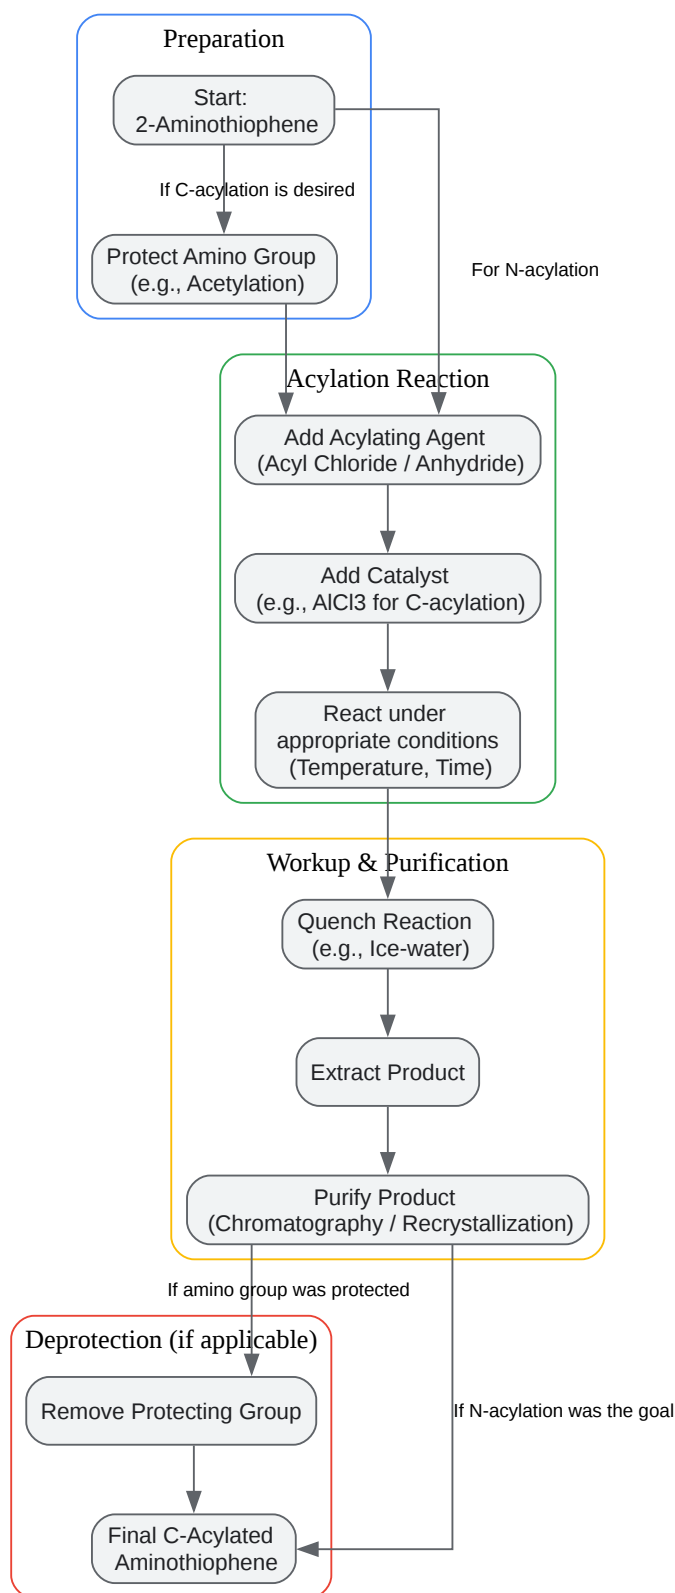 Preparation
Start:
2-Aminothiophene
If C-acylation is desired
Protect Amino Group
(e.g., Acetylation)
For N-acylation
Acylation Reaction
Add Acylating Agent
(Acyl Chloride / Anhydride)
Add Catalyst
(e.g., AlCl3 for C-acylation)
React under
appropriate conditions
(Temperature, Time)
Workup & Purification
Quench Reaction
(e.g., Ice-water)
Extract Product
Purify Product
(Chromatography / Recrystallization)
If amino group was protected
Deprotection (if applicable)
Remove Protecting Group
If N-acylation was the goal
Final C-Acylated
Aminothiophene